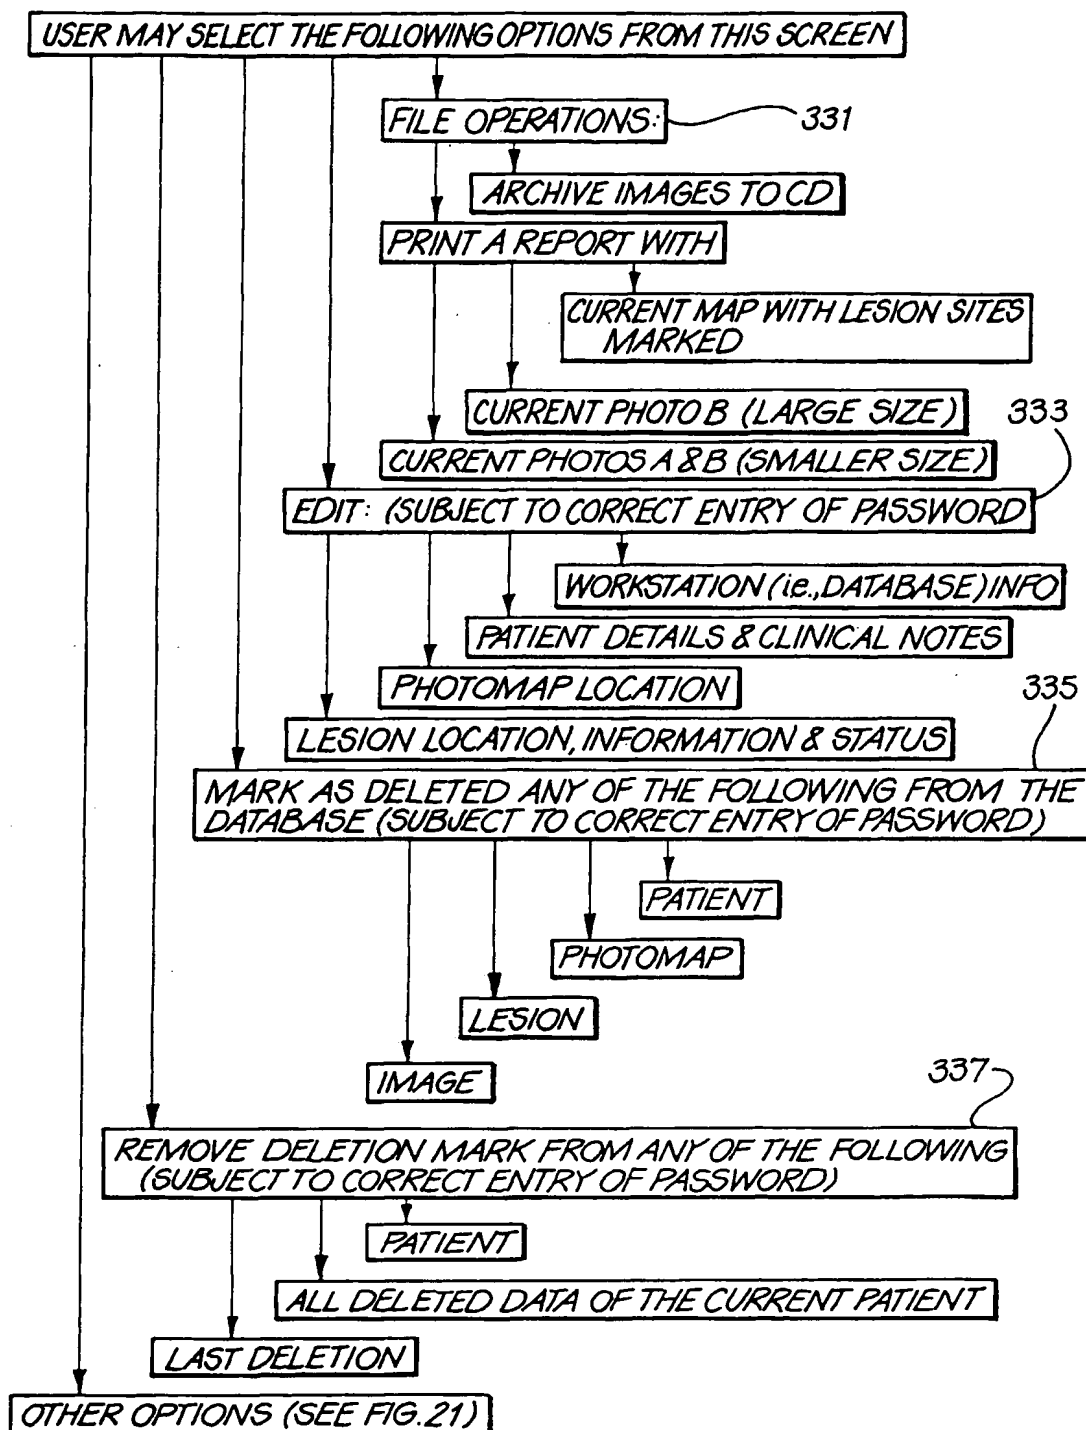 USER MAY SELECT THE FOLLOWING OPTIONS FROM THIS SCREEN
FILE OPERATIONS:
331
ARCHIVE IMAGES TO CD
PRINT A REPORT WITH
CURRENT MAP WITH LESION SITES
MARKED
CURRENT PHOTO B (LARGE SIZE)
333
CURRENT PHOTOS A & B (SMALLER SIZE)
EDIT: (SUBJECT TO CORRECT ENTRY OF PASSWORD
WORKSTATION (i.e., DATABASE) INFO
PATIENT DETAILS & CLINICAL NOTES
PHOTOMAP LOCATION
335
LESION LOCATION, INFORMATION & STATUS
MARK AS DELETED ANY OF THE FOLLOWING FROM THE
DATABASE (SUBJECT TO CORRECT ENTRY OF PASSWORD)
PATIENT
PHOTOMAP
LESION
IMAGE
337
REMOVE DELETION MARK FROM ANY OF THE FOLLOWING
(SUBJECT TO CORRECT ENTRY OF PASSWORD)
PATIENT
ALL DELETED DATA OF THE CURRENT PATIENT
LAST DELETION
OTHER OPTIONS (SEE FIG. 21)